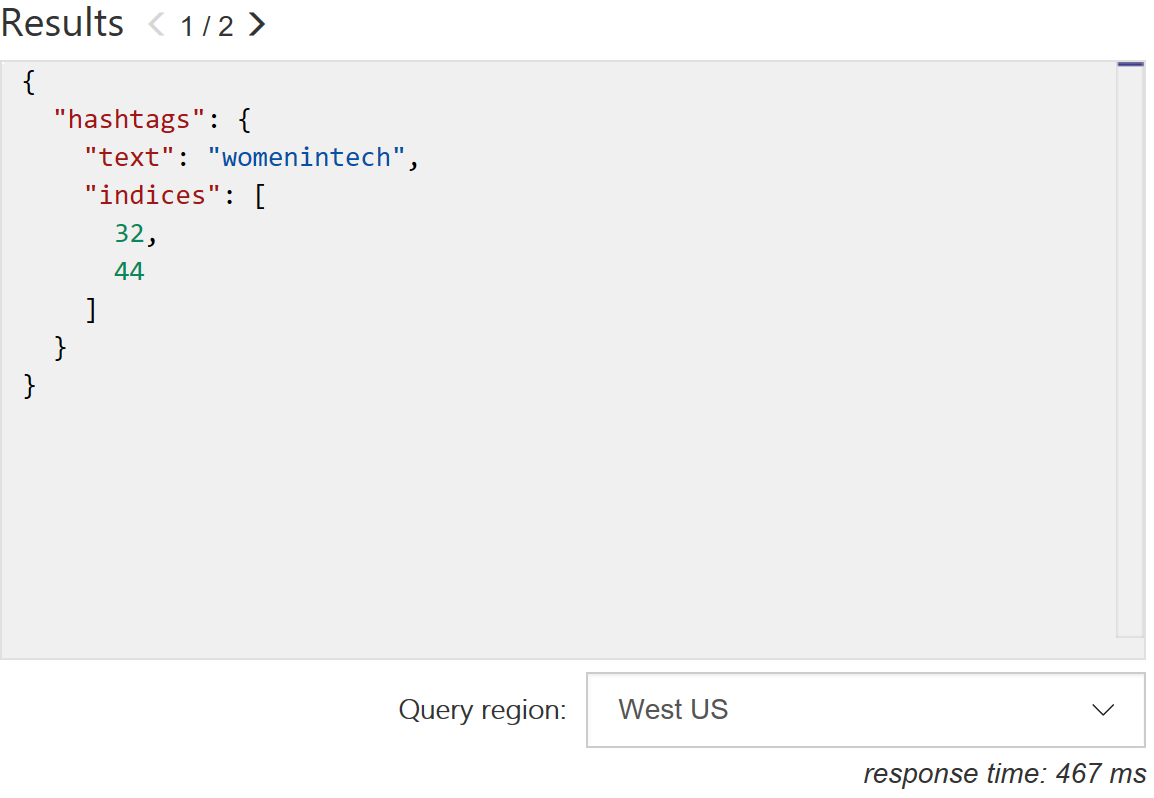 Results < 1 / 2 >
{
  "hashtags": {
    "text": "womenintech",
    "indices": [
      32,
      44
    ]
  }
}
Query region: West US
response time: 467 ms